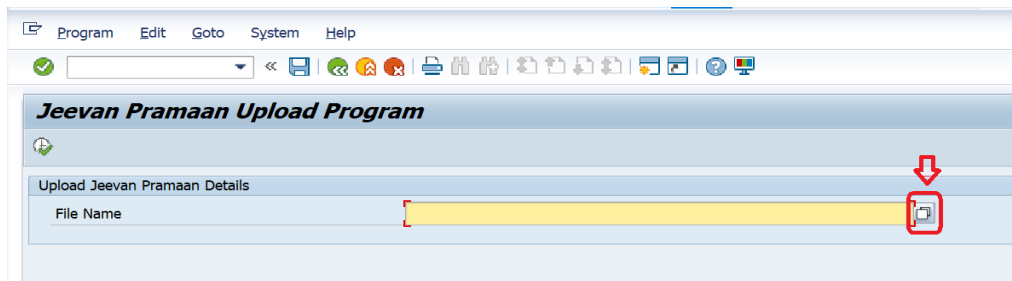 Program Edit Goto System Help
Jeevan Pramaan Upload Program
Upload Jeevan Pramaan Details
File Name